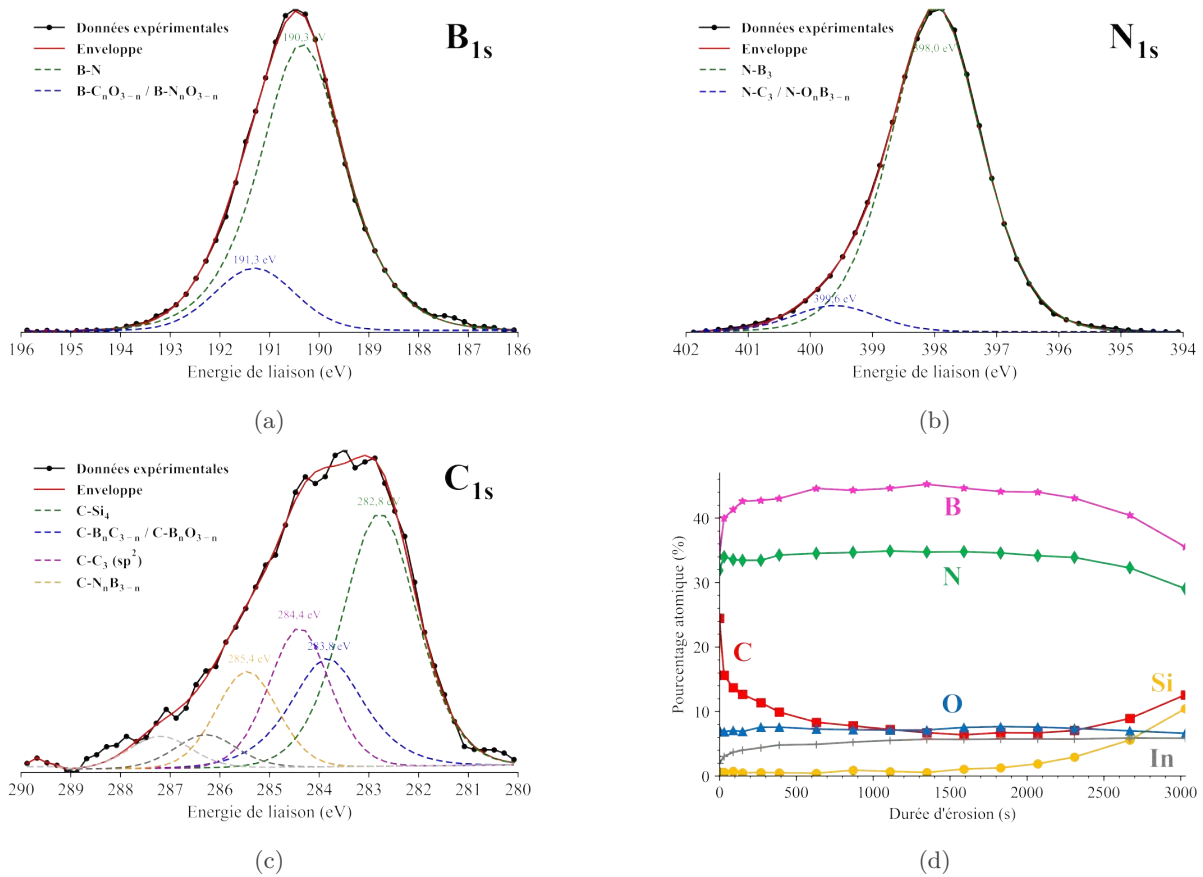 Données expérimentales
Enveloppe
B-N
B-CₙO₃₋ₙ / B-NₙO₃₋ₙ
B₁ₛ
190,3 eV
191,3 eV
196 195 194 193 192 191 190 189 188 187 186
Energie de liaison (eV)
(a)
Données expérimentales
Enveloppe
N-B₃
N-C₃ / N-OₙB₃₋ₙ
N₁ₛ
398,0 eV
399,6 eV
402 401 400 399 398 397 396 395 394
Energie de liaison (eV)
(b)
Données expérimentales
Enveloppe
C-Si₄
C-BₙC₃₋ₙ / C-BₙO₃₋ₙ
C-C₃ (sp²)
C-NₙB₃₋ₙ
C₁ₛ
282,8 eV
284,4 eV
283,8 eV
285,4 eV
290 289 288 287 286 285 284 283 282 281 280
Energie de liaison (eV)
(c)
Pourcentage atomique (%)
40
30
20
10
0
B
N
C
O
Si
In
0 500 1000 1500 2000 2500 3000
Durée d'érosion (s)
(d)